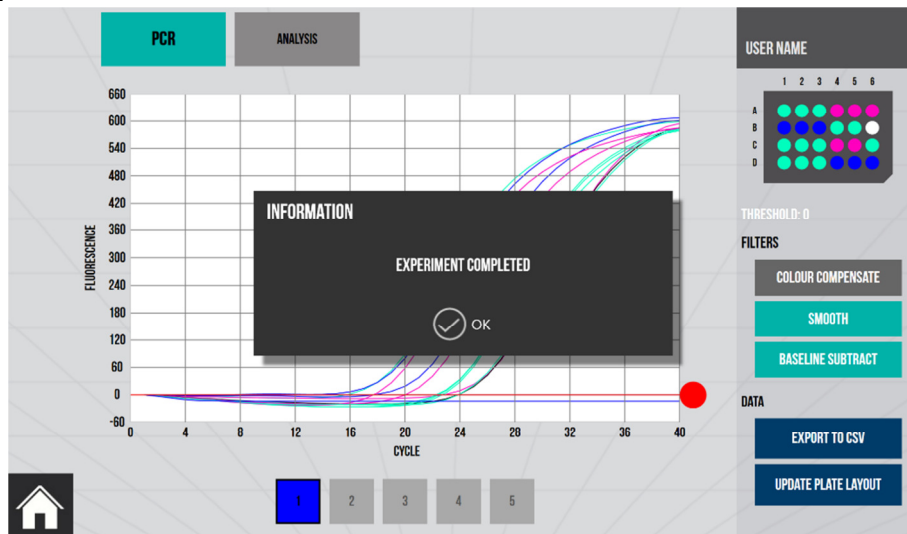 PCR
ANALYSIS
USER NAME
1 2 3 4 5 6
A
B
C
D
THRESHOLD: 0
FILTERS
COLOUR COMPENSATE
SMOOTH
BASELINE SUBTRACT
DATA
EXPORT TO CSV
UPDATE PLATE LAYOUT
FLUORESCENCE
660
600
540
480
420
360
300
240
180
120
60
0
-60
0 4 8 12 16 20 24 28 32 36 40
CYCLE
INFORMATION
EXPERIMENT COMPLETED
OK
1 2 3 4 5